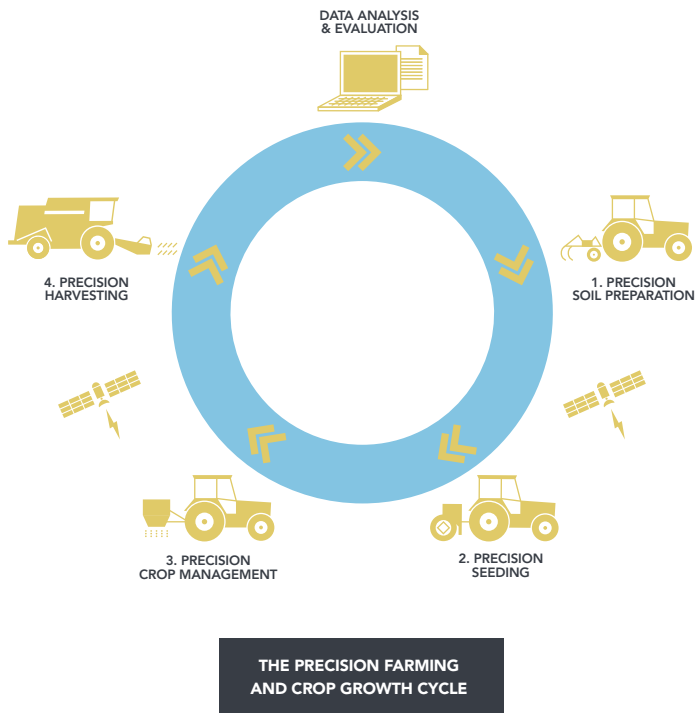 DATA ANALYSIS
& EVALUATION
1. PRECISION
SOIL PREPARATION
2. PRECISION
SEEDING
3. PRECISION
CROP MANAGEMENT
4. PRECISION
HARVESTING
THE PRECISION FARMING
AND CROP GROWTH CYCLE